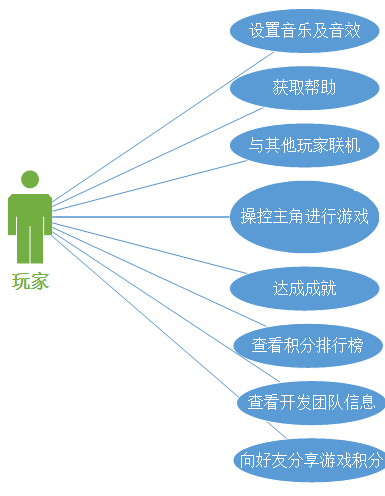 设置音乐及音效
获取帮助
与其他玩家联机
操控主角进行游戏
玩家
达成成就
查看积分排行榜
查看开发团队信息
向好友分享游戏积分